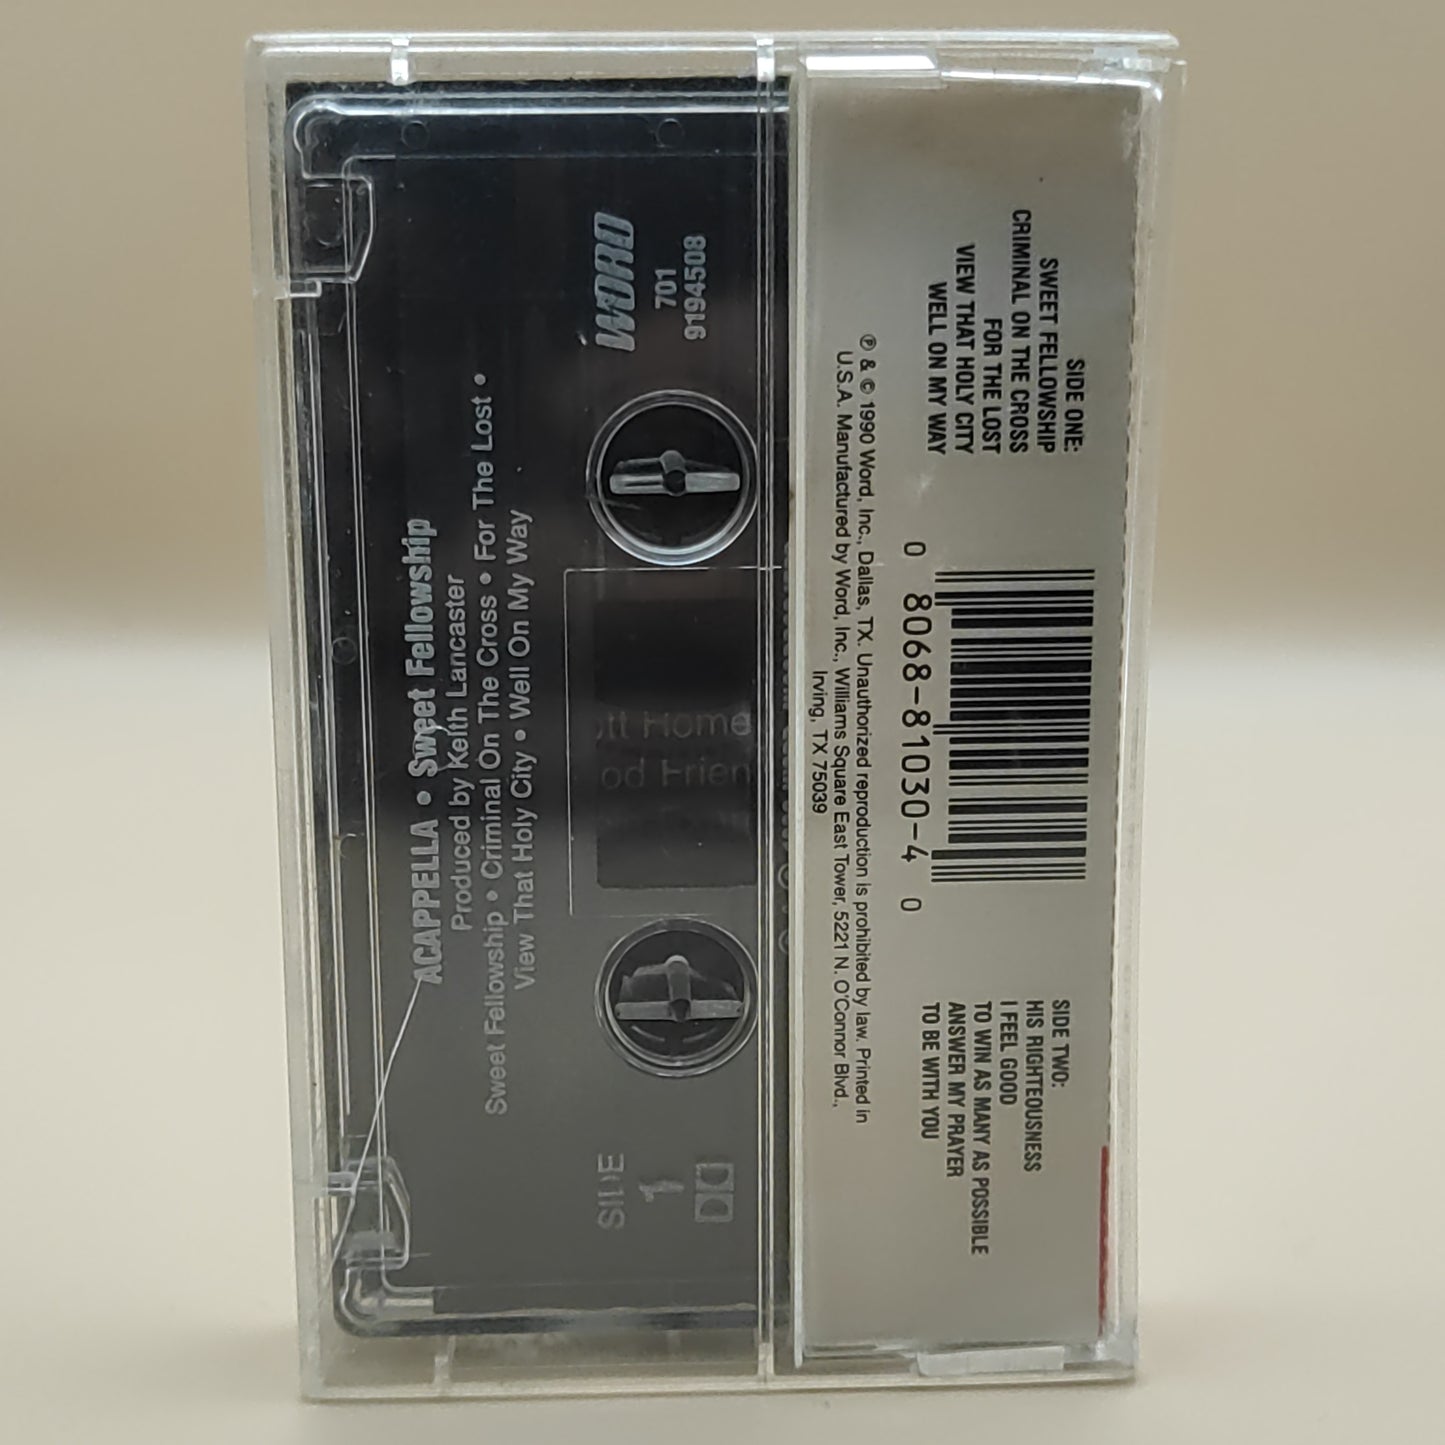 SIDE ONE:
SWEET FELLOWSHIP
CRIMINAL ON THE CROSS
FOR THE LOST
VIEW THAT HOLY CITY
WELL ON MY WAY
0 8068-81030-4 0
SIDE TWO:
HIS RIGHTEOUSNESS
I FEEL GOOD
TO WIN AS MANY AS POSSIBLE
ANSWER MY PRAYER
TO BE WITH YOU
℗ & © 1990 Word, Inc., Dallas, TX. Unauthorized reproduction is prohibited by law. Printed in
U.S.A. Manufactured by Word, Inc., Williams Square East Tower, 5221 N. O'Connor Blvd.,
Irving, TX 75039
ACAPPELLA • Sweet Fellowship
Produced by Keith Lancaster
Sweet Fellowship • Criminal On The Cross • For The Lost •
View That Holy City • Well On My Way
WORD
701
9194508
SIDE
1
Home